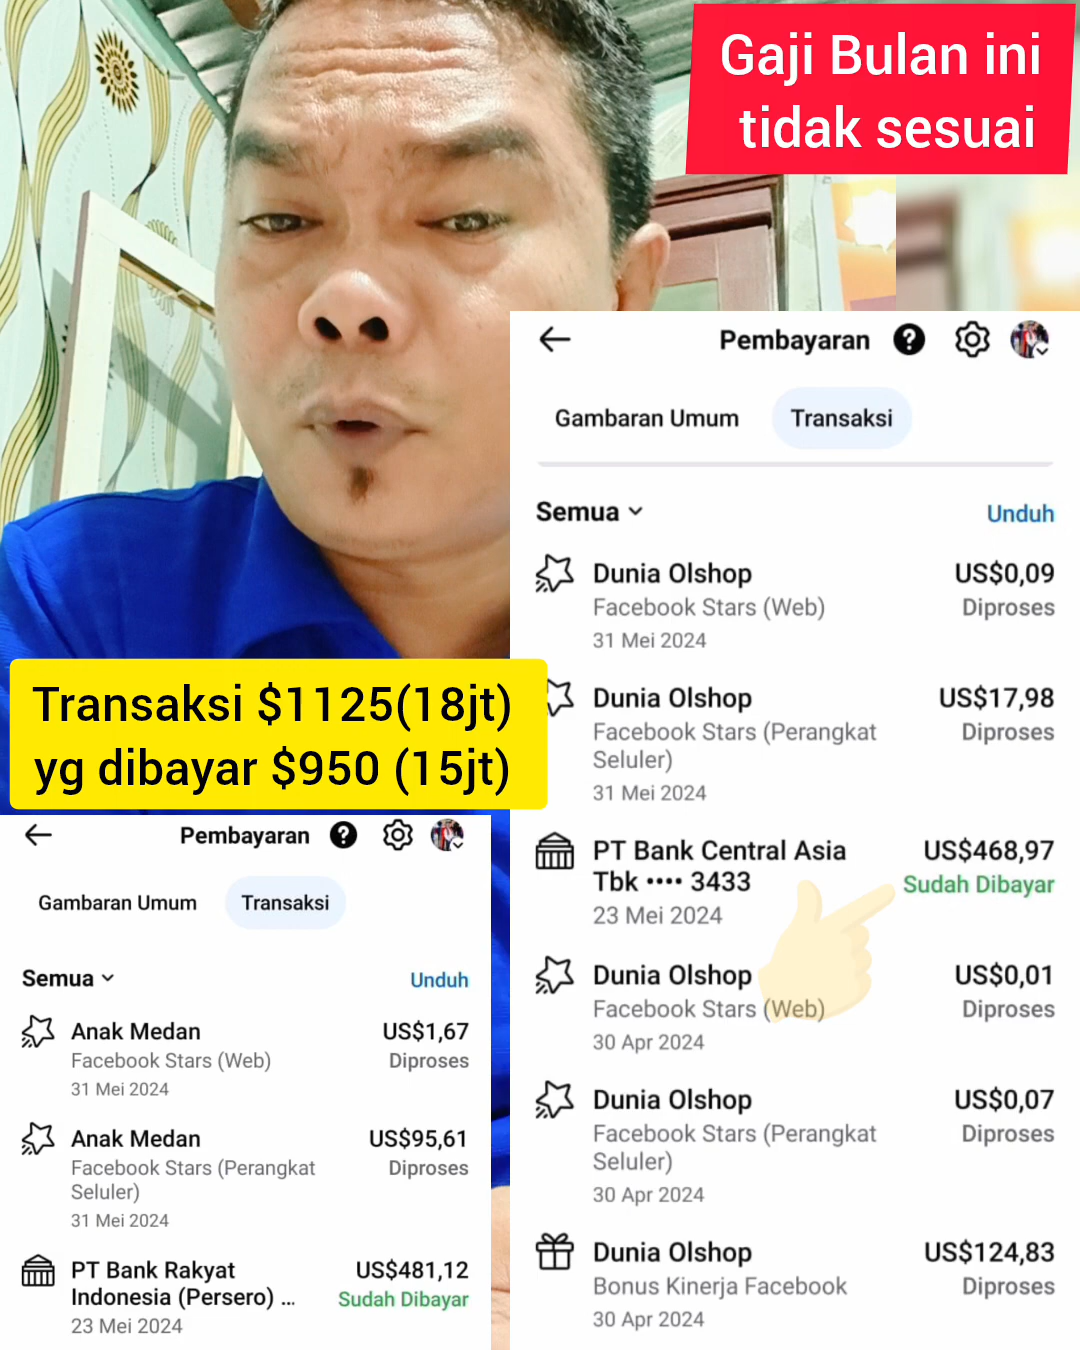 Gaji Bulan ini
tidak sesuai
Pembayaran
Gambaran Umum
Transaksi
Semua
Unduh
Dunia Olshop
US$0,09
Facebook Stars (Web)
Diproses
31 Mei 2024
Dunia Olshop
US$17,98
Facebook Stars (Perangkat
Diproses
Seluler)
31 Mei 2024
PT Bank Central Asia
US$468,97
Tbk •••• 3433
Sudah Dibayar
23 Mei 2024
Dunia Olshop
US$0,01
Facebook Stars (Web)
Diproses
30 Apr 2024
Dunia Olshop
US$0,07
Facebook Stars (Perangkat
Diproses
Seluler)
30 Apr 2024
Dunia Olshop
US$124,83
Bonus Kinerja Facebook
Diproses
30 Apr 2024
Transaksi $1125(18jt)
yg dibayar $950 (15jt)
Pembayaran
Gambaran Umum
Transaksi
Semua
Unduh
Anak Medan
US$1,67
Facebook Stars (Web)
Diproses
31 Mei 2024
Anak Medan
US$95,61
Facebook Stars (Perangkat
Diproses
Seluler)
31 Mei 2024
PT Bank Rakyat
US$481,12
Indonesia (Persero) ...
Sudah Dibayar
23 Mei 2024